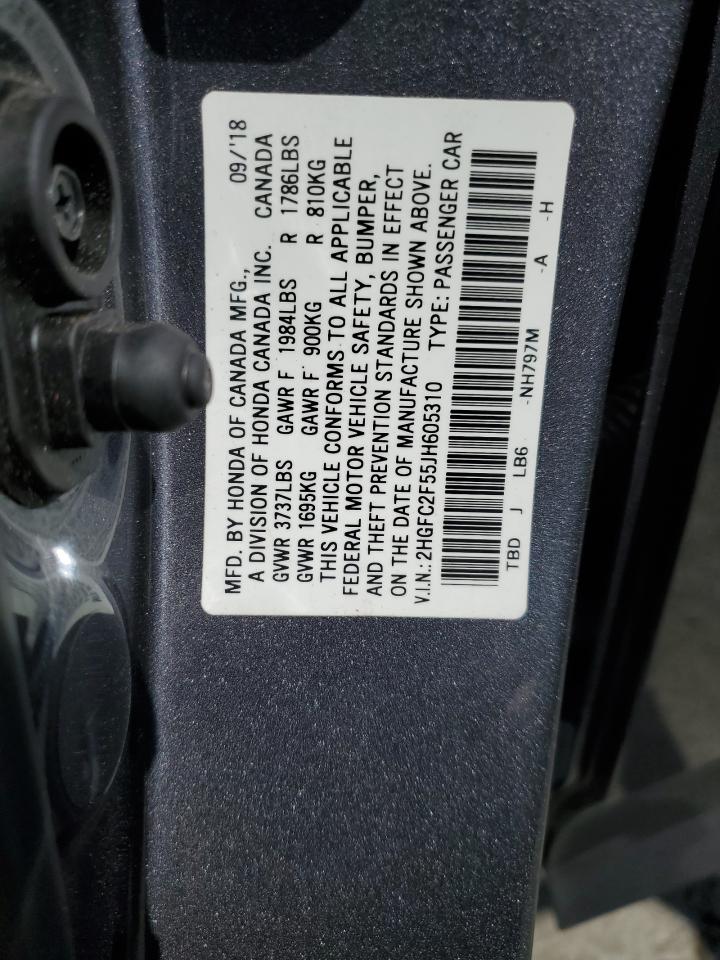 MFD. BY HONDA OF CANADA MFG., 09/'18
A DIVISION OF HONDA CANADA INC. CANADA
GVWR 3737LBS GAWR F 1984LBS R 1786LBS
GVWR 1695KG GAWR F 900KG R 810KG
THIS VEHICLE CONFORMS TO ALL APPLICABLE
FEDERAL MOTOR VEHICLE SAFETY, BUMPER,
AND THEFT PREVENTION STANDARDS IN EFFECT
ON THE DATE OF MANUFACTURE SHOWN ABOVE.
V.I.N.: 2HGFC2F55JH605310 TYPE: PASSENGER CAR
TBD J LB6 -NH797M -A -H